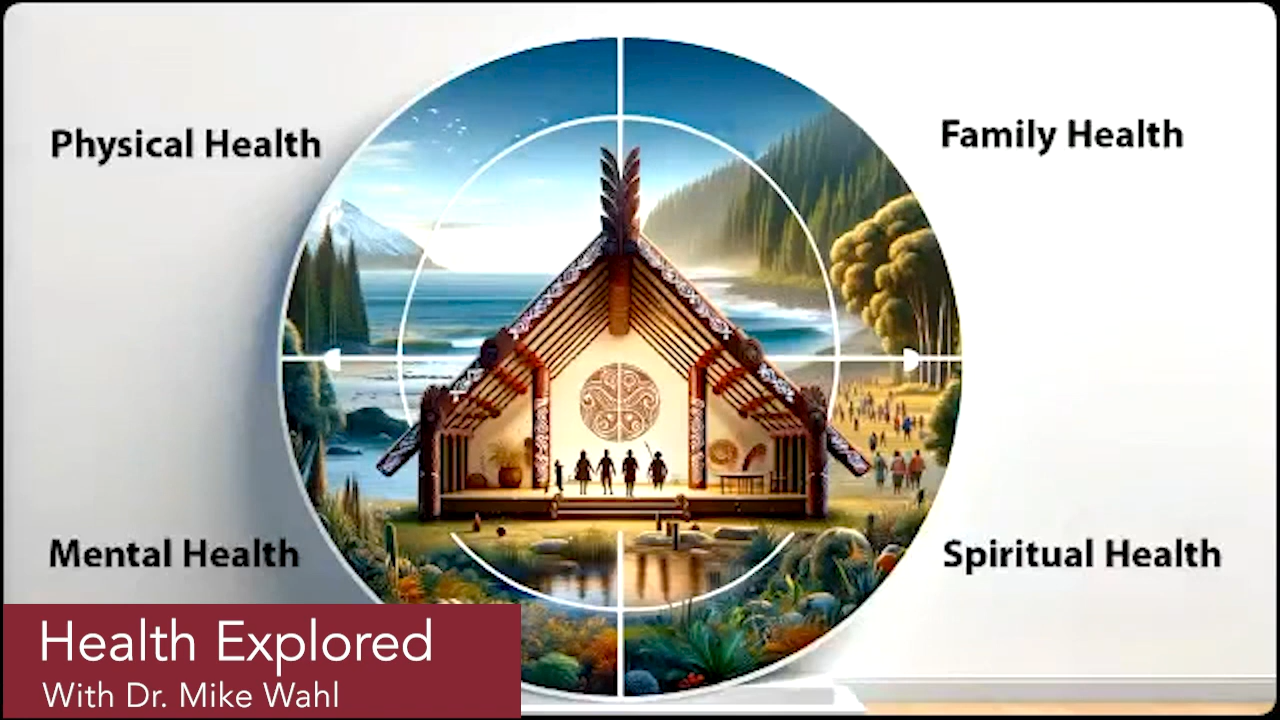 Physical Health
Family Health
Mental Health
Spiritual Health
Health Explored
With Dr. Mike Wahl